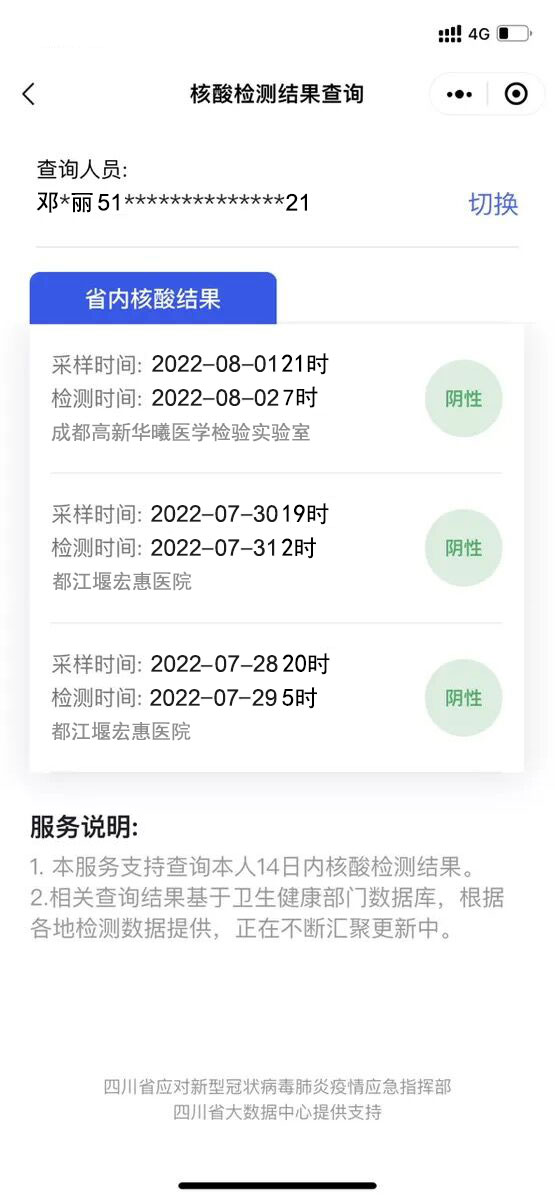 4G
核酸检测结果查询
查询人员:
邓*丽 51**************21
切换
省内核酸结果
采样时间: 2022-08-01 21时
检测时间: 2022-08-02 7时
阴性
成都高新华曦医学检验实验室
采样时间: 2022-07-30 19时
检测时间: 2022-07-31 2时
阴性
都江堰宏惠医院
采样时间: 2022-07-28 20时
检测时间: 2022-07-29 5时
阴性
都江堰宏惠医院
服务说明:
1. 本服务支持查询本人14日内核酸检测结果。
2.相关查询结果基于卫生健康部门数据库，根据
各地检测数据提供，正在不断汇聚更新中。
四川省应对新型冠状病毒肺炎疫情应急指挥部
四川省大数据中心提供支持